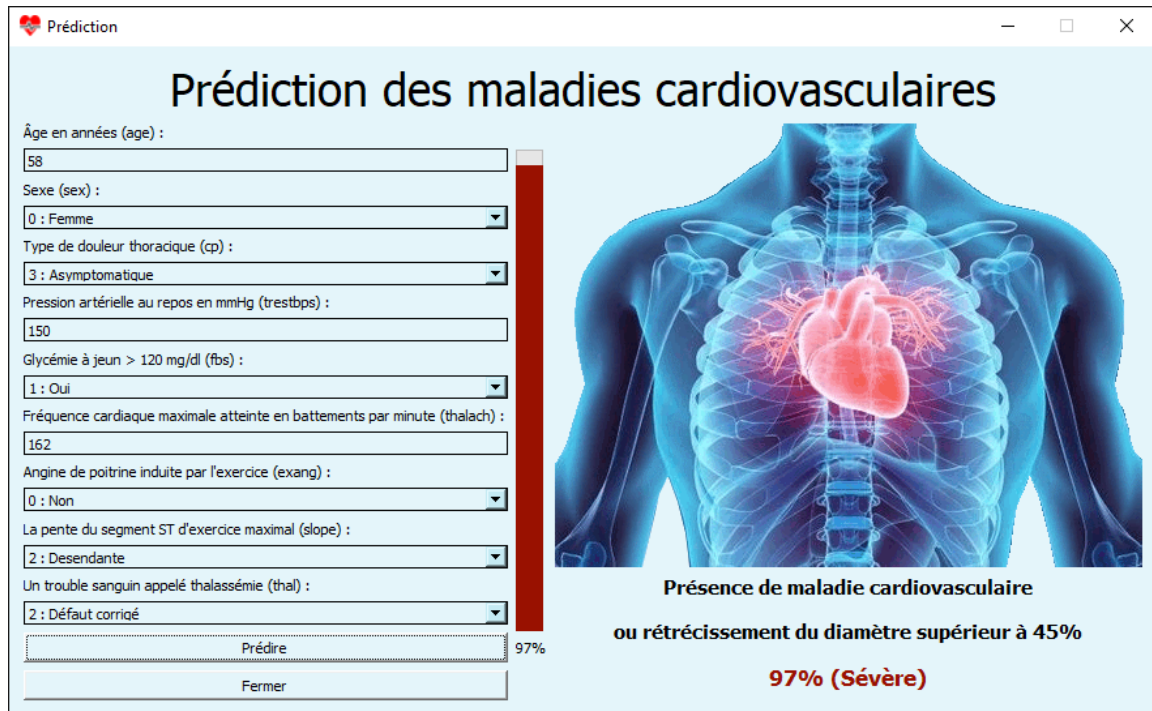 Prédiction
Prédiction des maladies cardiovasculaires
Âge en années (age) :
58
Sexe (sex) :
0 : Femme
Type de douleur thoracique (cp) :
3 : Asymptomatique
Pression artérielle au repos en mmHg (trestbps) :
150
Glycémie à jeun > 120 mg/dl (fbs) :
1 : Oui
Fréquence cardiaque maximale atteinte en battements par minute (thalach) :
162
Angine de poitrine induite par l'exercice (exang) :
0 : Non
La pente du segment ST d'exercice maximal (slope) :
2 : Desendante
Un trouble sanguin appelé thalassémie (thal) :
2 : Défaut corrigé
Prédire
Fermer
97%
Présence de maladie cardiovasculaire
ou rétrécissement du diamètre supérieur à 45%
97% (Sévère)